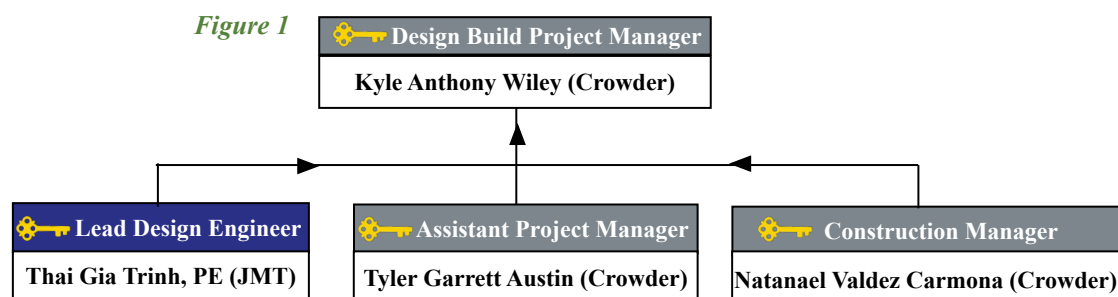 Figure 1
Design Build Project Manager
Kyle Anthony Wiley (Crowder)
Lead Design Engineer
Thai Gia Trinh, PE (JMT)
Assistant Project Manager
Tyler Garrett Austin (Crowder)
Construction Manager
Natanael Valdez Carmona (Crowder)